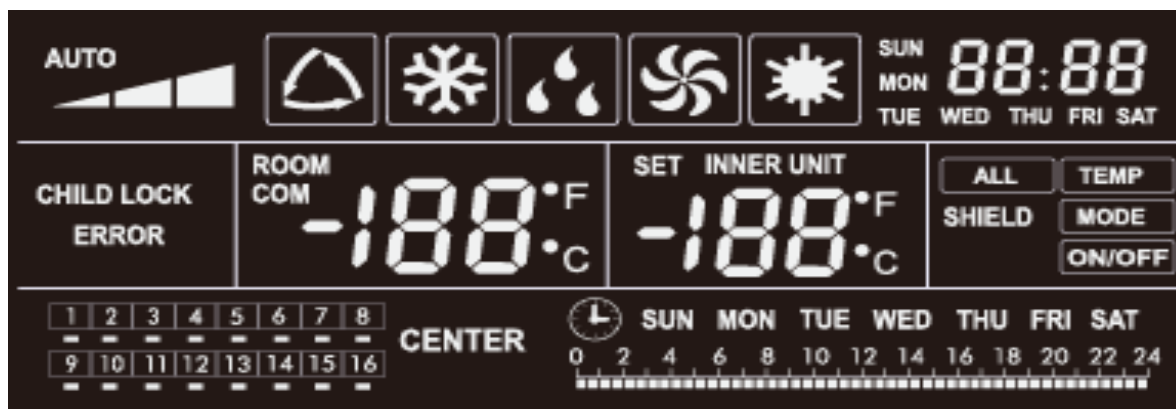 AUTO
SUN 88:88
MON
TUE WED THU FRI SAT
CHILD LOCK
ERROR
ROOM
COM
-188°F
°C
SET INNER UNIT
-188°F
°C
ALL TEMP
SHIELD MODE
ON/OFF
1 2 3 4 5 6 7 8
9 10 11 12 13 14 15 16
CENTER
SUN MON TUE WED THU FRI SAT
0 2 4 6 8 10 12 14 16 18 20 22 24